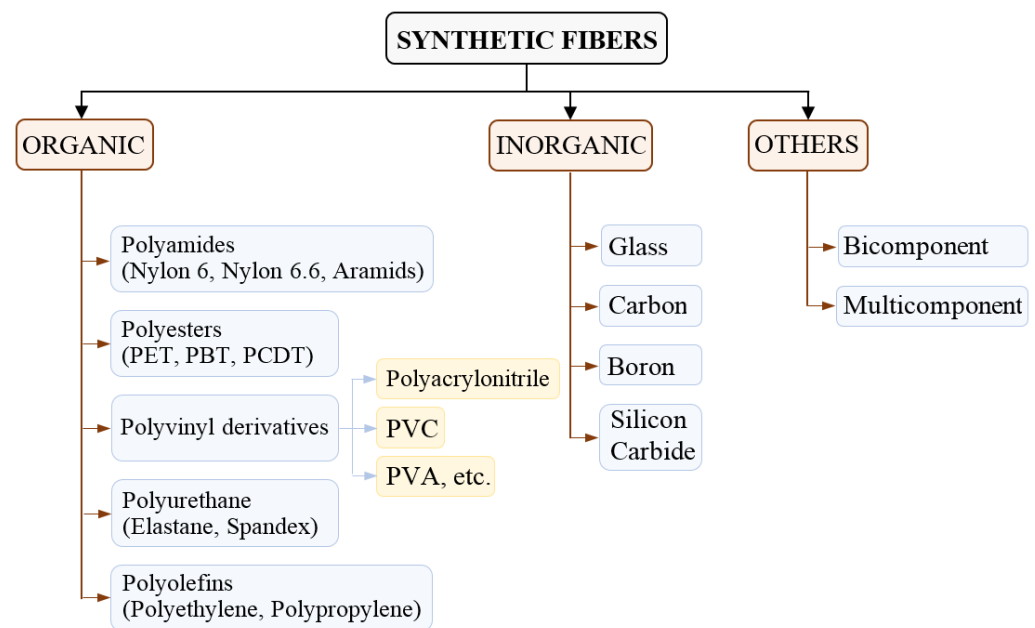 SYNTHETIC FIBERS
ORGANIC
INORGANIC
OTHERS
Polyamides
(Nylon 6, Nylon 6.6, Aramids)
Polyesters
(PET, PBT, PCDT)
Polyvinyl derivatives
Polyacrylonitrile
PVC
PVA, etc.
Polyurethane
(Elastane, Spandex)
Polyolefins
(Polyethylene, Polypropylene)
Glass
Carbon
Boron
Silicon
Carbide
Bicomponent
Multicomponent